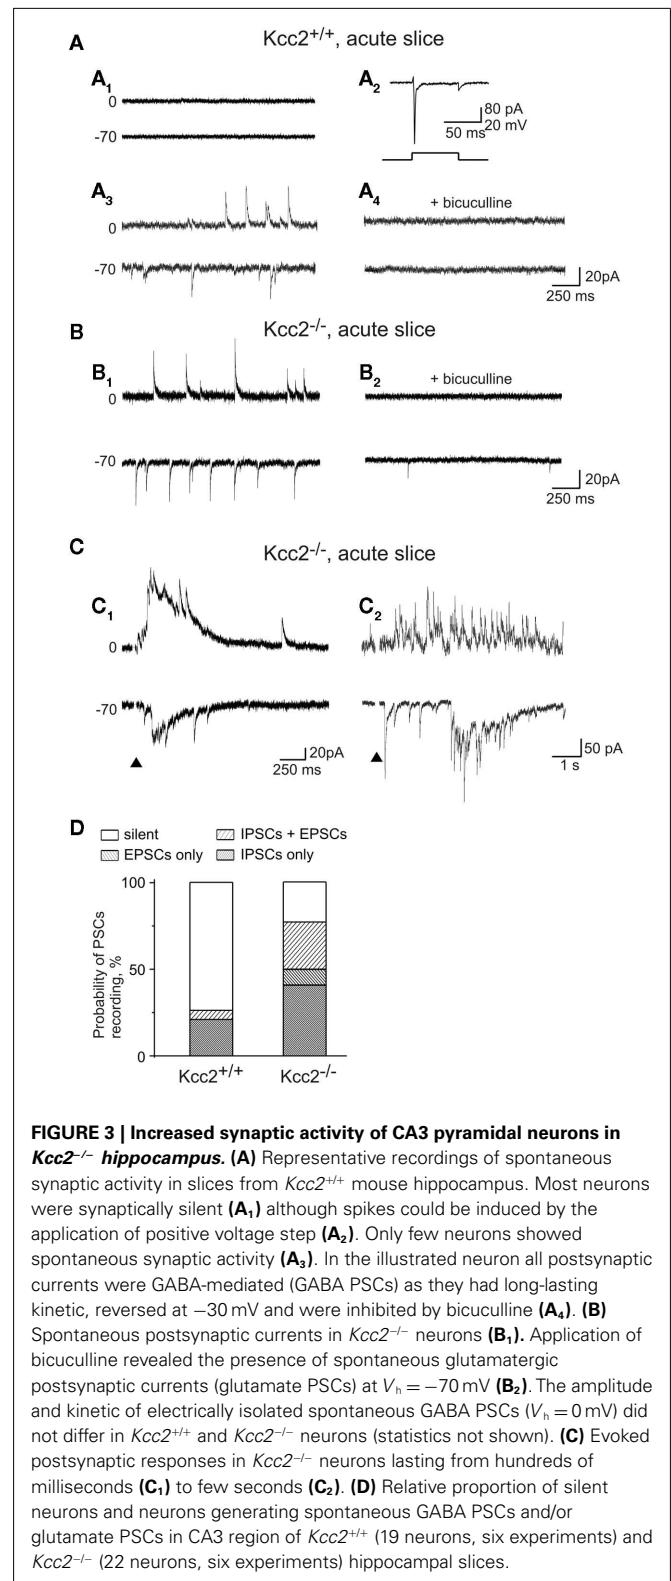 A
Kcc2+/+, acute slice
A1
0
-70
A2
80 pA
20 mV
50 ms
A3
0
-70
A4
+ bicuculline
20pA
250 ms
B
Kcc2-/-, acute slice
B1
0
-70
B2
+ bicuculline
20pA
250 ms
C
Kcc2-/-, acute slice
C1
0
-70
20pA
250 ms
C2
50 pA
1 s
D
silent
IPSCs + EPSCs
EPSCs only
IPSCs only
Probability of PSCs
recording, %
100
50
0
Kcc2+/+
Kcc2-/-
FIGURE 3 | Increased synaptic activity of CA3 pyramidal neurons in
Kcc2−/− hippocampus. (A) Representative recordings of spontaneous
synaptic activity in slices from Kcc2+/+ mouse hippocampus. Most neurons
were synaptically silent (A1) although spikes could be induced by the
application of positive voltage step (A2). Only few neurons showed
spontaneous synaptic activity (A3). In the illustrated neuron all postsynaptic
currents were GABA-mediated (GABA PSCs) as they had long-lasting
kinetic, reversed at −30 mV and were inhibited by bicuculline (A4). (B)
Spontaneous postsynaptic currents in Kcc2−/− neurons (B1). Application of
bicuculline revealed the presence of spontaneous glutamatergic
postsynaptic currents (glutamate PSCs) at Vh = −70 mV (B2). The amplitude
and kinetic of electrically isolated spontaneous GABA PSCs (Vh = 0 mV) did
not differ in Kcc2+/+ and Kcc2−/− neurons (statistics not shown). (C) Evoked
postsynaptic responses in Kcc2−/− neurons lasting from hundreds of
milliseconds (C1) to few seconds (C2). (D) Relative proportion of silent
neurons and neurons generating spontaneous GABA PSCs and/or
glutamate PSCs in CA3 region of Kcc2+/+ (19 neurons, six experiments) and
Kcc2−/− (22 neurons, six experiments) hippocampal slices.